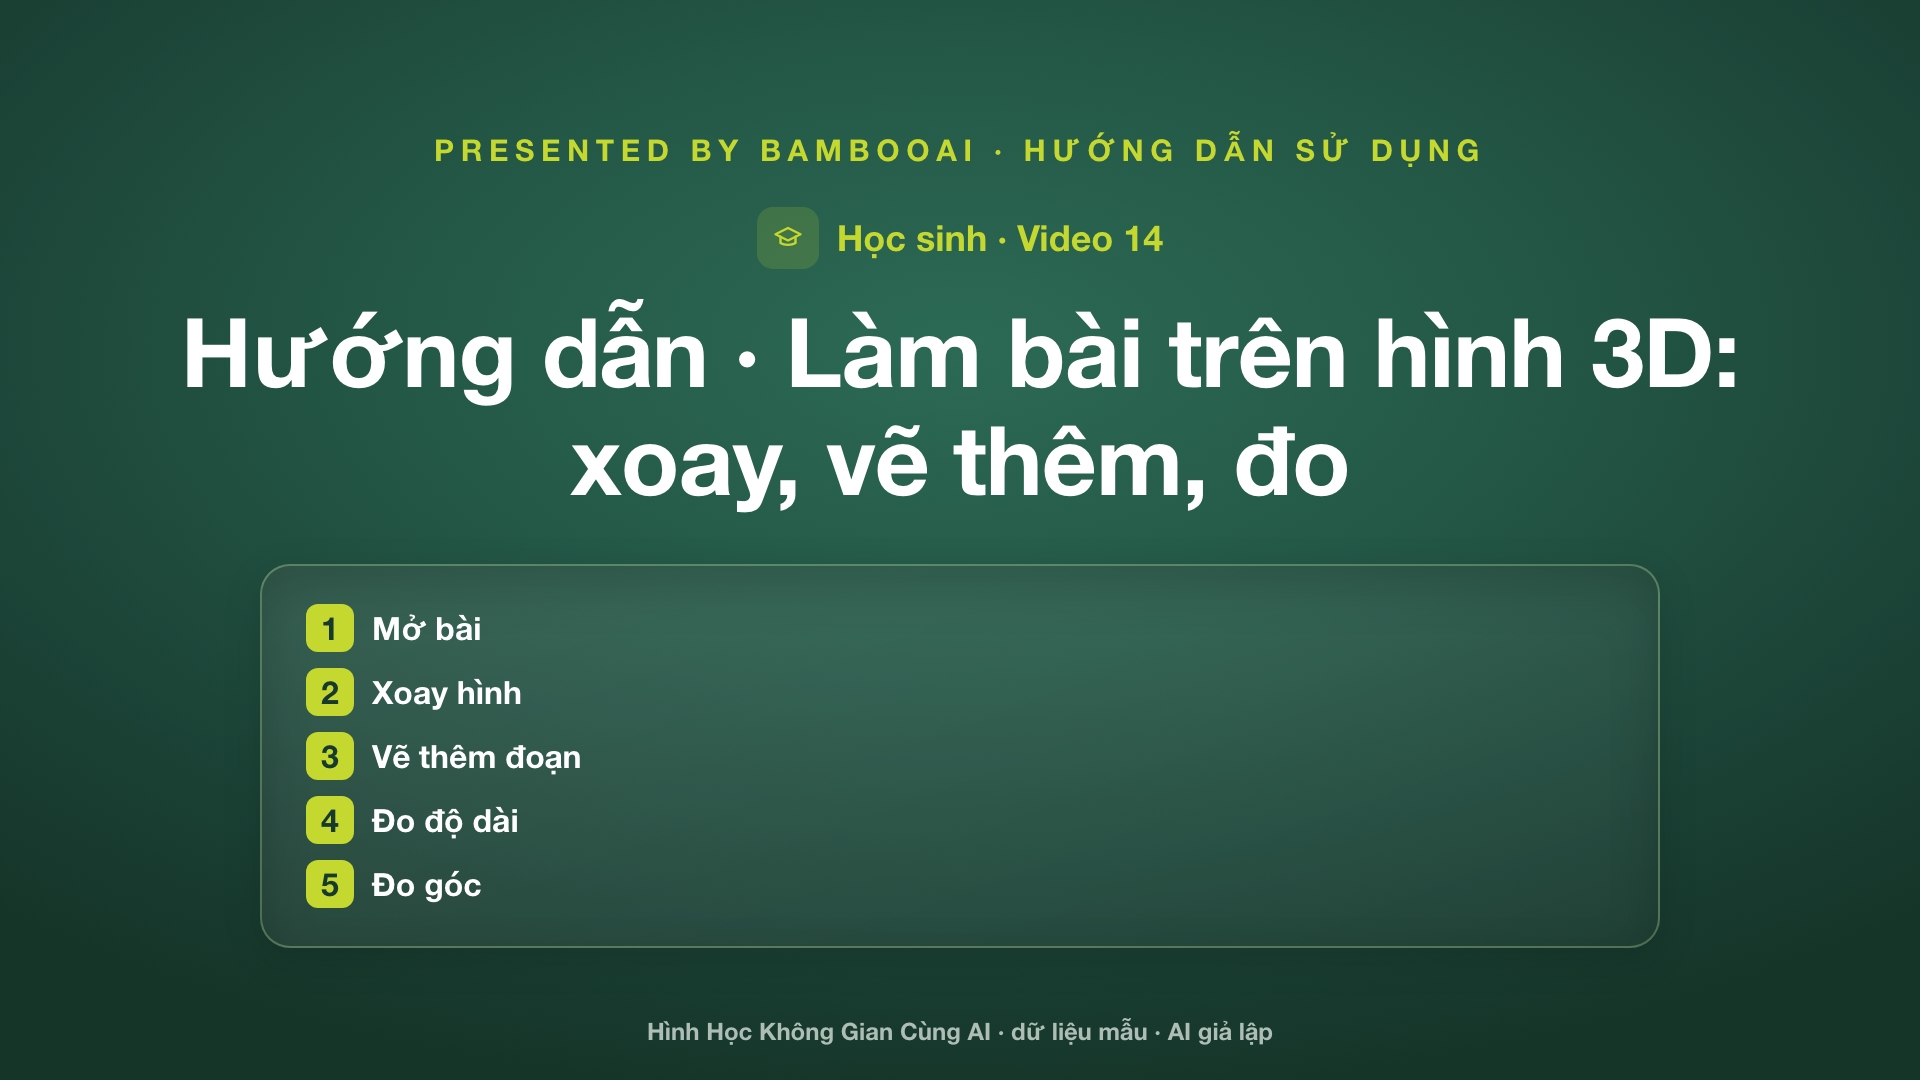 PRESENTED BY BAMBOOAI · HƯỚNG DẪN SỬ DỤNG
Học sinh · Video 14
Hướng dẫn · Làm bài trên hình 3D:
xoay, vẽ thêm, đo
1 Mở bài
2 Xoay hình
3 Vẽ thêm đoạn
4 Đo độ dài
5 Đo góc
Hình Học Không Gian Cùng AI · dữ liệu mẫu · AI giả lập